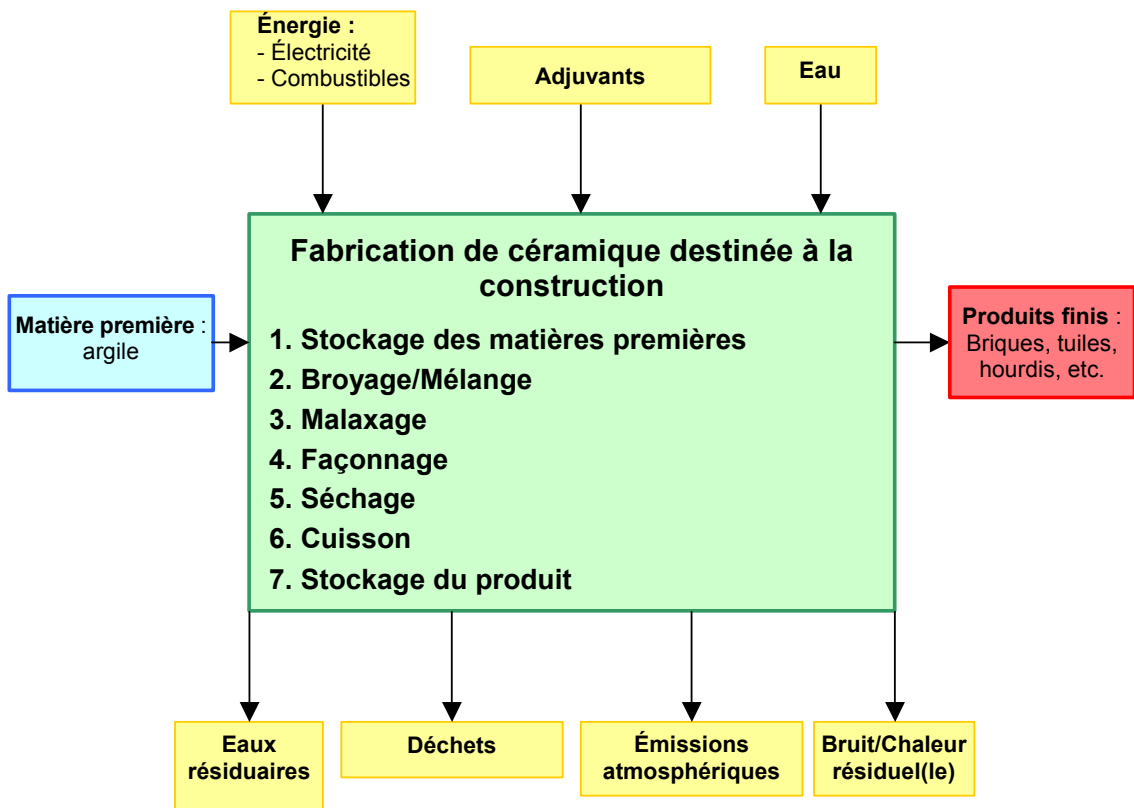 Énergie :
- Électricité
- Combustibles
Adjuvants
Eau
Fabrication de céramique destinée à la
construction
1. Stockage des matières premières
2. Broyage/Mélange
3. Malaxage
4. Façonnage
5. Séchage
6. Cuisson
7. Stockage du produit
Matière première :
argile
Produits finis :
Briques, tuiles,
hourdis, etc.
Eaux
résiduaires
Déchets
Émissions
atmosphériques
Bruit/Chaleur
résiduel(le)